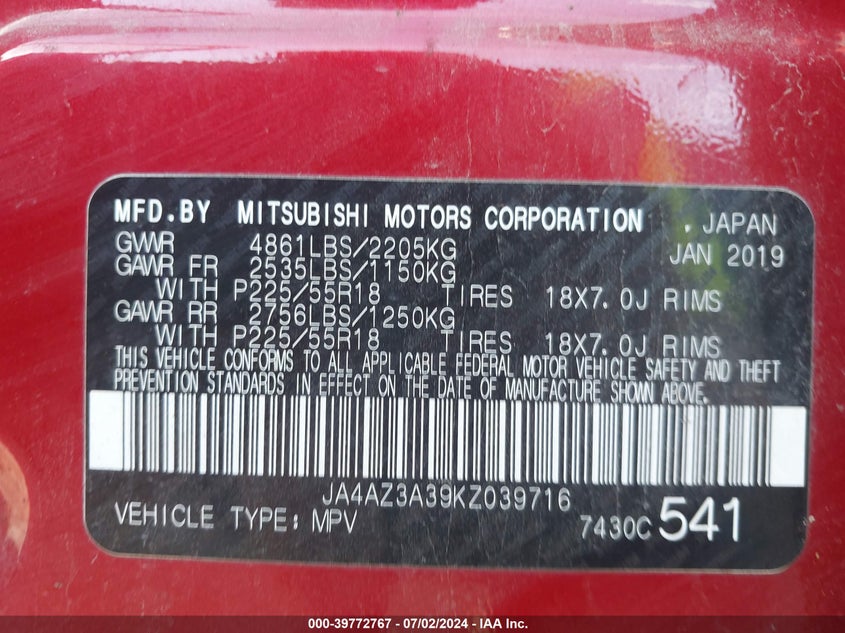 MFD.BY MITSUBISHI MOTORS CORPORATION . JAPAN
GVWR 4861LBS/2205KG JAN 2019
GAWR FR 2535LBS/1150KG
WITH P225/55R18 TIRES 18X7.0J RIMS
GAWR RR 2756LBS/1250KG
WITH P225/55R18 TIRES 18X7.0J RIMS
THIS VEHICLE CONFORMS TO ALL APPLICABLE FEDERAL MOTOR VEHICLE SAFETY AND THEFT
PREVENTION STANDARDS IN EFFECT ON THE DATE OF MANUFACTURE SHOWN ABOVE.
JA4AZ3A39KZ039716
VEHICLE TYPE: MPV 7430C 541
000-39772767 - 07/02/2024 - IAA Inc.